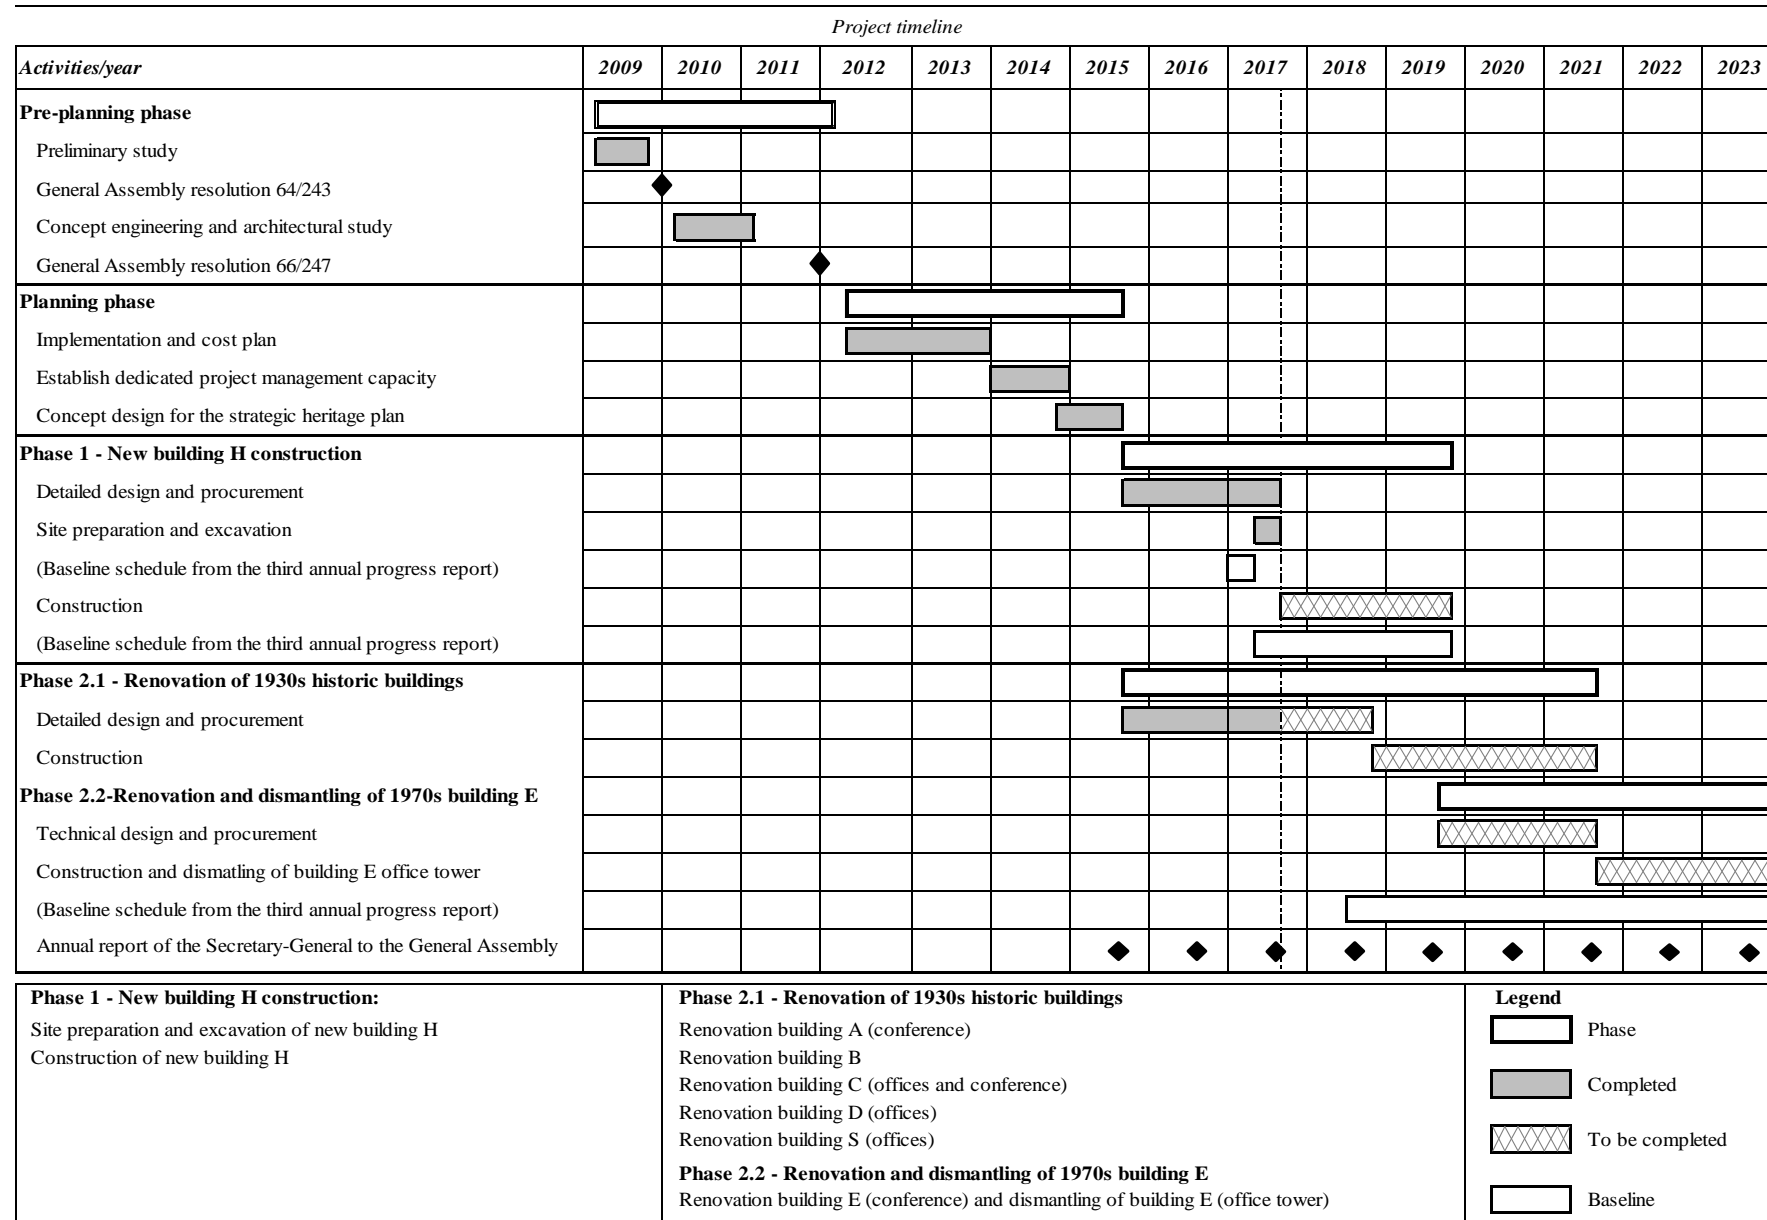 Project timeline
Activities/year 2009 2010 2011 2012 2013 2014 2015 2016 2017 2018 2019 2020 2021 2022 2023
Pre-planning phase
Preliminary study
General Assembly resolution 64/243
Concept engineering and architectural study
General Assembly resolution 66/247
Planning phase
Implementation and cost plan
Establish dedicated project management capacity
Concept design for the strategic heritage plan
Phase 1 - New building H construction
Detailed design and procurement
Site preparation and excavation
(Baseline schedule from the third annual progress report)
Construction
(Baseline schedule from the third annual progress report)
Phase 2.1 - Renovation of 1930s historic buildings
Detailed design and procurement
Construction
Phase 2.2-Renovation and dismantling of 1970s building E
Technical design and procurement
Construction and dismatling of building E office tower
(Baseline schedule from the third annual progress report)
Annual report of the Secretary-General to the General Assembly
Phase 1 - New building H construction:
Site preparation and excavation of new building H
Construction of new building H
Phase 2.1 - Renovation of 1930s historic buildings
Renovation building A (conference)
Renovation building B
Renovation building C (offices and conference)
Renovation building D (offices)
Renovation building S (offices)
Phase 2.2 - Renovation and dismantling of 1970s building E
Renovation building E (conference) and dismantling of building E (office tower)
Legend
Phase
Completed
To be completed
Baseline